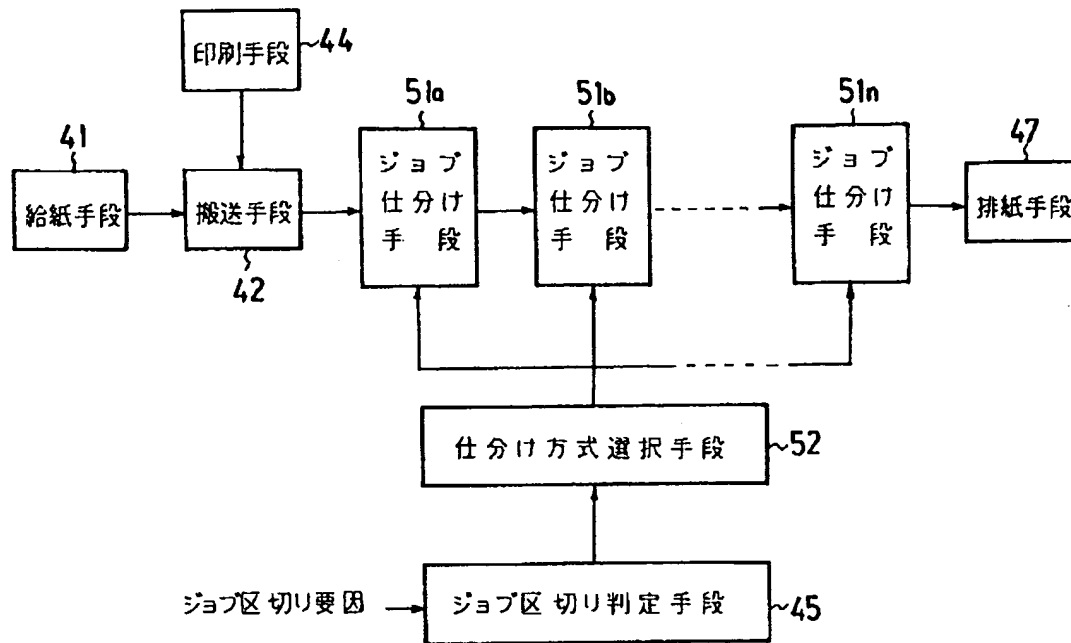 印刷手段
44
51a
51b
51n
41
47
給紙手段
搬送手段
ジョブ
仕分け
手段
ジョブ
仕分け
手段
ジョブ
仕分け
手段
排紙手段
42
仕分け方式選択手段
52
ジョブ区切り要因
ジョブ区切り判定手段
45